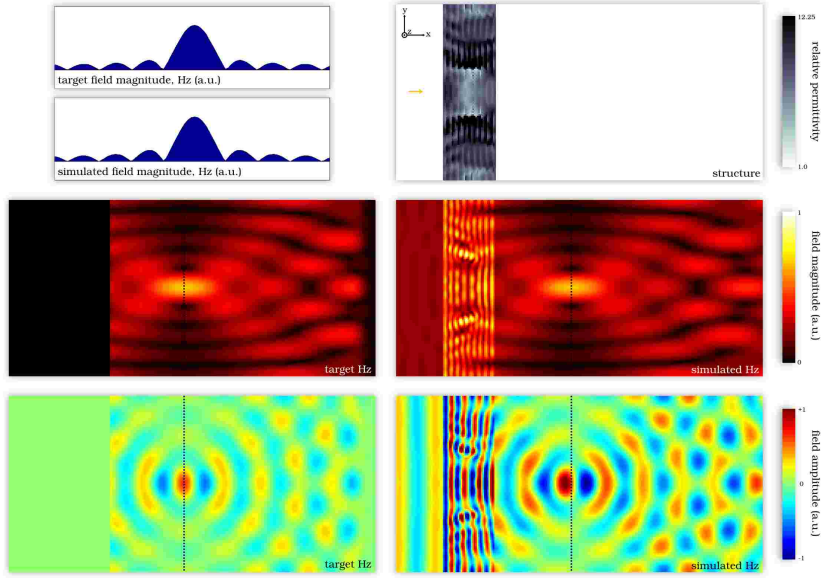 target field magnitude, Hz (a.u.)
simulated field magnitude, Hz (a.u.)
y
z
x
structure
12.25
relative permittivity
1.0
target Hz
simulated Hz
1
field magnitude (a.u.)
0
target Hz
simulated Hz
+1
field amplitude (a.u.)
0
-1